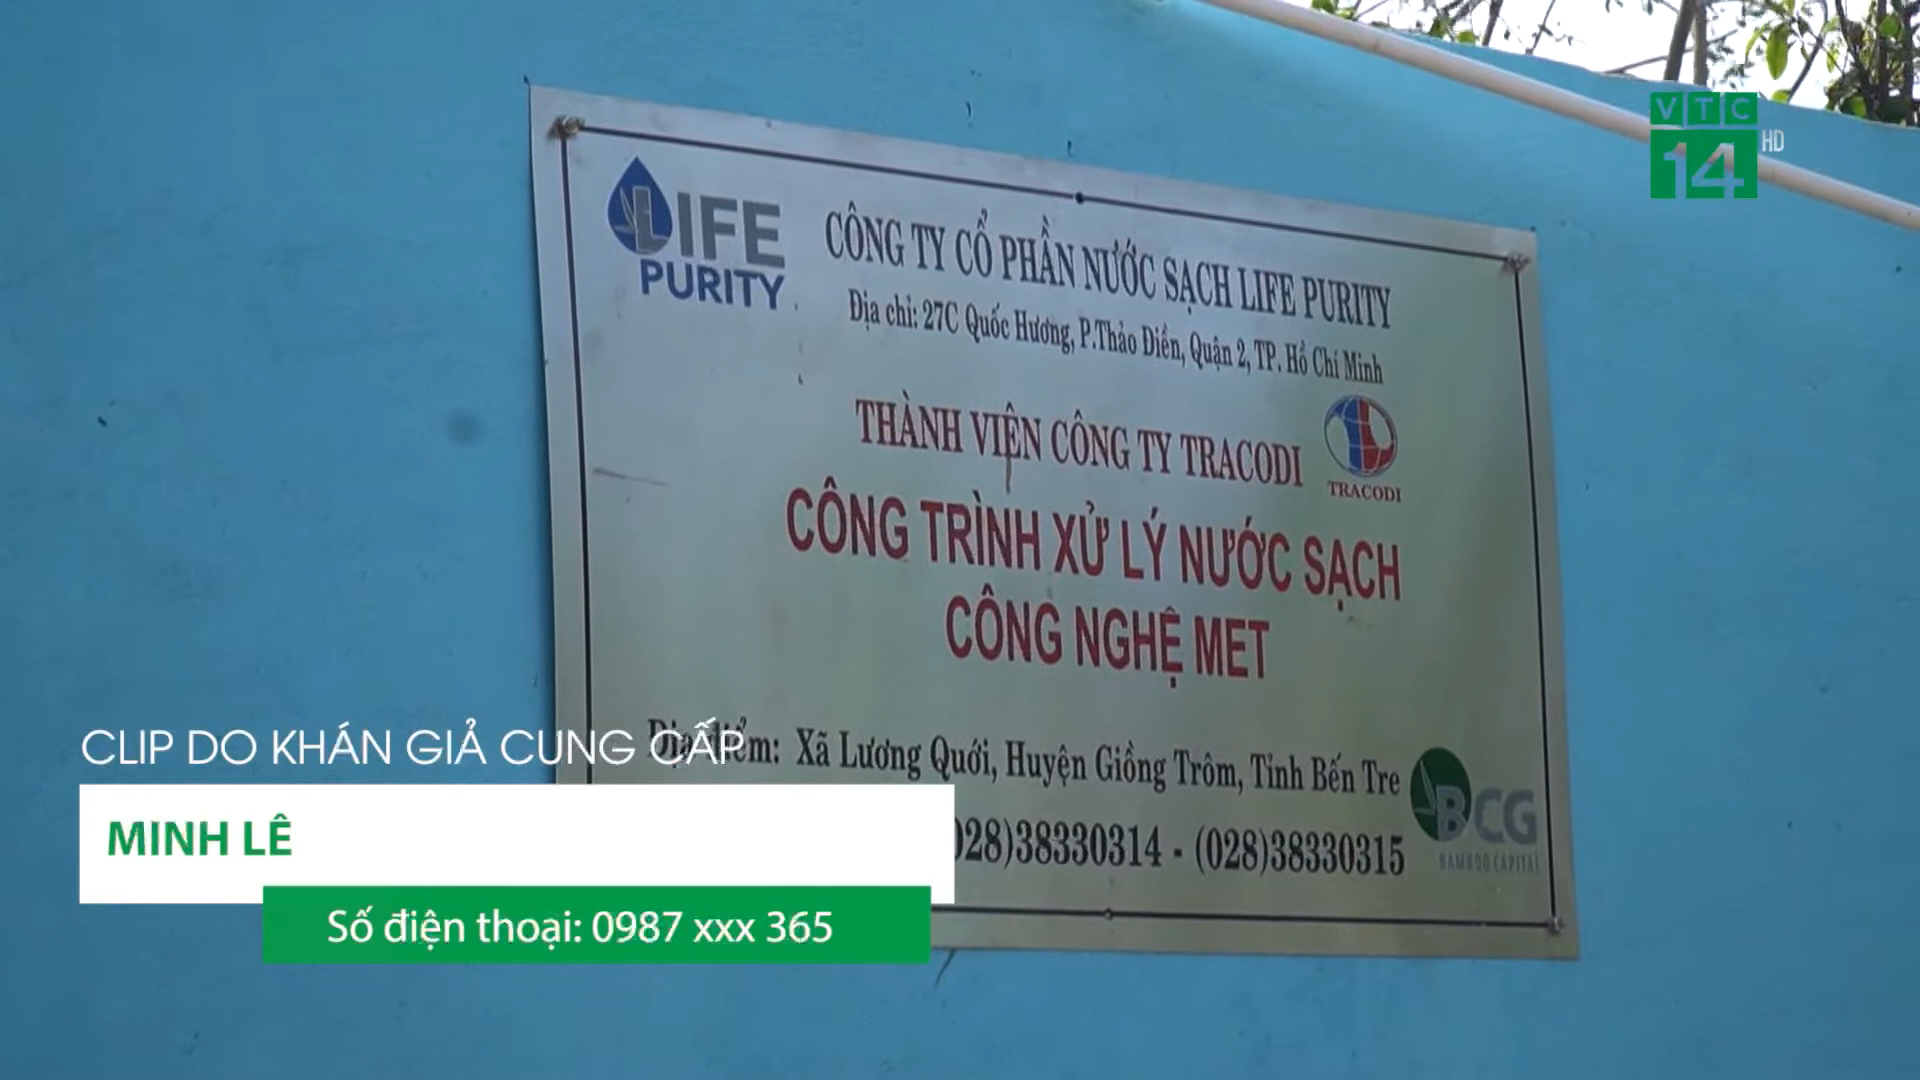 VTC
14 HD
LIFE
PURITY
CÔNG TY CỔ PHẦN NƯỚC SẠCH LIFE PURITY
Địa chỉ: 27C Quốc Hương, P.Thảo Điền, Quận 2, TP. Hồ Chí Minh
THÀNH VIÊN CÔNG TY TRACODI
TRACODI
CÔNG TRÌNH XỬ LÝ NƯỚC SẠCH
CÔNG NGHỆ MET
Địa điểm: Xã Lương Quới, Huyện Giồng Trôm, Tỉnh Bến Tre
028)38330314 - (028)38330315
BCG
BAMBOO CAPITAL
CLIP DO KHÁN GIẢ CUNG CẤP
MINH LÊ
Số điện thoại: 0987 xxx 365